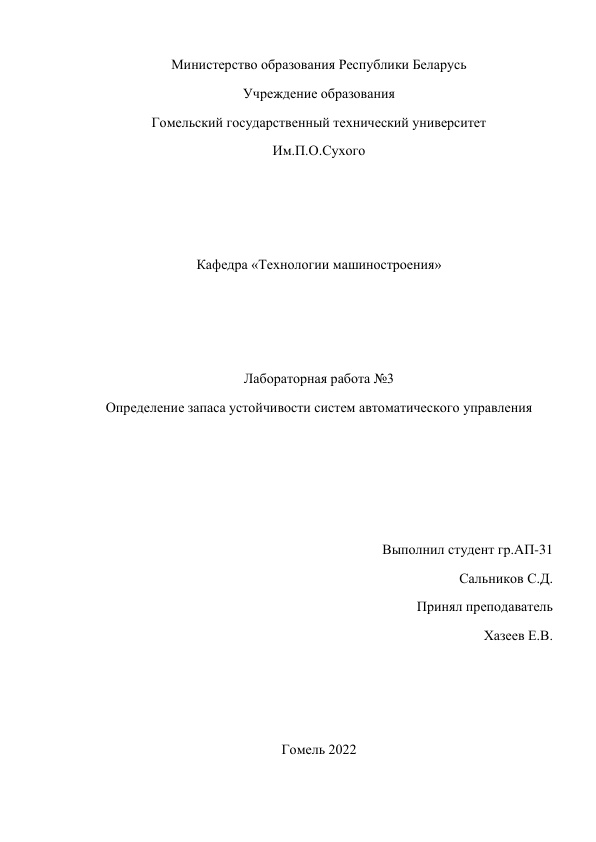 Министерство образования Республики Беларусь
Учреждение образования
Гомельский государственный технический университет
Им.П.О.Сухого
Кафедра «Технологии машиностроения»
Лабораторная работа №3
Определение запаса устойчивости систем автоматического управления
Выполнил студент гр.АП-31
Сальников С.Д.
Принял преподаватель
Хазеев Е.В.
Гомель 2022